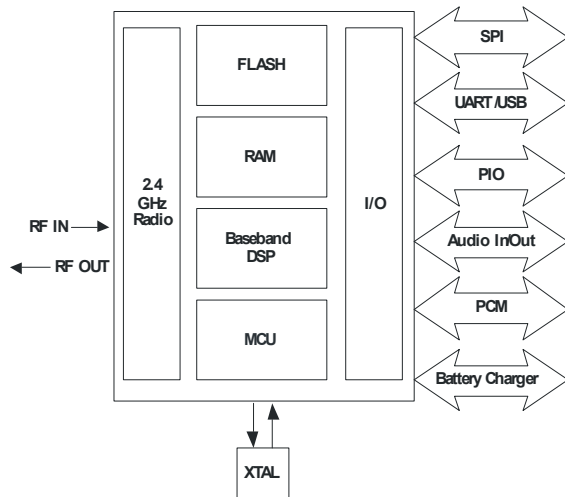 SPI
FLASH
UART/USB
RAM
2.4
GHz
Radio
I/O
PIO
RF IN
Baseband
DSP
Audio In/Out
RF OUT
PCM
MCU
Battery Charger
XTAL